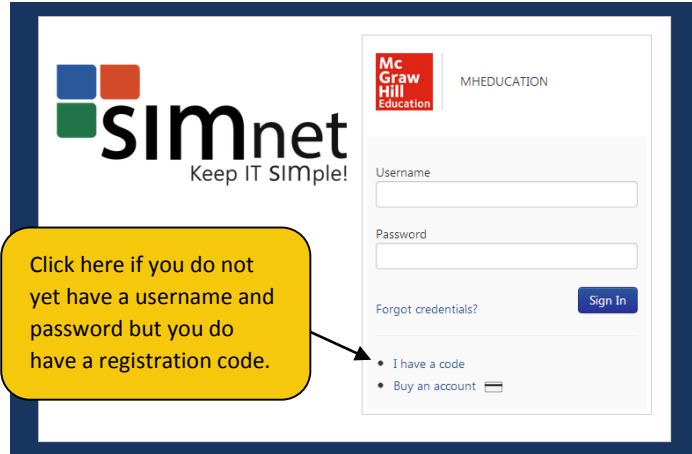 SIMnet
Keep IT SIMple!
Mc
Graw
Hill
Education
MHEDUCATION
Username
Password
Forgot credentials?
Sign In
Click here if you do not
yet have a username and
password but you do
have a registration code.
I have a code
Buy an account